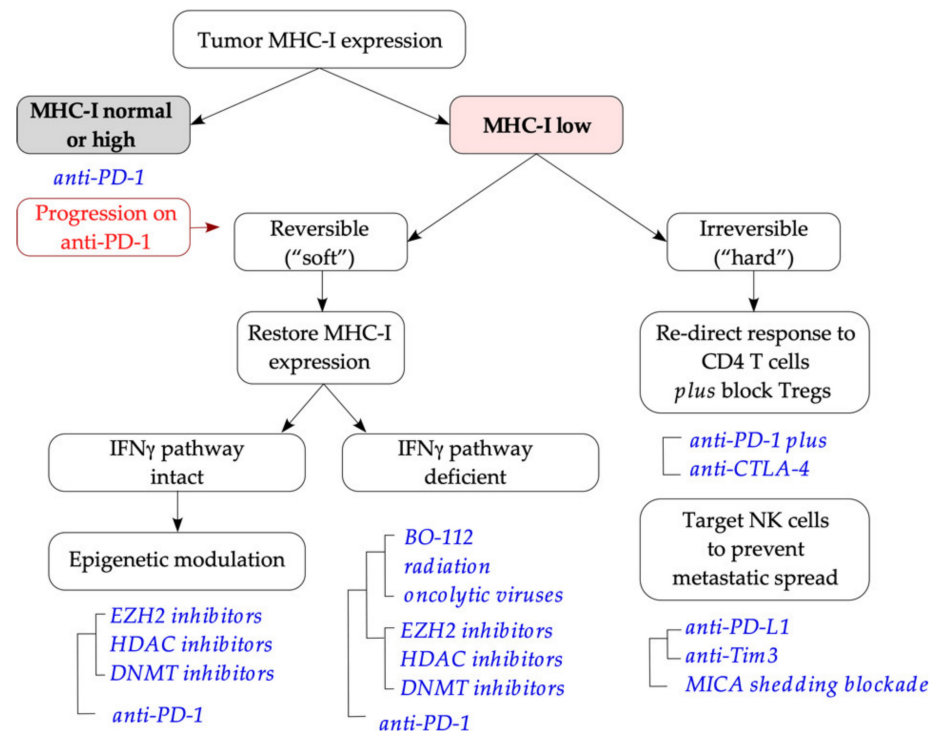 Tumor MHC-I expression
MHC-I normal
or high
MHC-I low
anti-PD-1
Progression on
anti-PD-1
Reversible
(“soft”)
Irreversible
(“hard”)
Restore MHC-I
expression
Re-direct response to
CD4 T cells
plus block Tregs
IFNγ pathway
intact
IFNγ pathway
deficient
anti-PD-1 plus
anti-CTLA-4
Epigenetic modulation
BO-112
radiation
oncolytic viruses
Target NK cells
to prevent
metastatic spread
EZH2 inhibitors
HDAC inhibitors
DNMT inhibitors
anti-PD-1
EZH2 inhibitors
HDAC inhibitors
DNMT inhibitors
anti-PD-1
anti-PD-L1
anti-Tim3
MICA shedding blockade